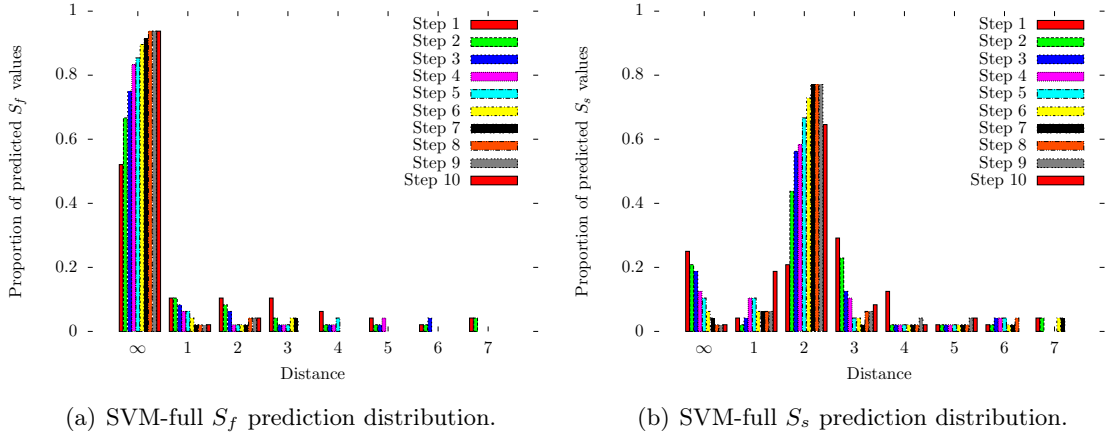 Proportion of predicted S_f values
1
0.8
0.6
0.4
0.2
0
∞ 1 2 3 4 5 6 7
Distance
Step 1
Step 2
Step 3
Step 4
Step 5
Step 6
Step 7
Step 8
Step 9
Step 10
(a) SVM-full S_f prediction distribution.
Proportion of predicted S_s values
1
0.8
0.6
0.4
0.2
0
∞ 1 2 3 4 5 6 7
Distance
Step 1
Step 2
Step 3
Step 4
Step 5
Step 6
Step 7
Step 8
Step 9
Step 10
(b) SVM-full S_s prediction distribution.